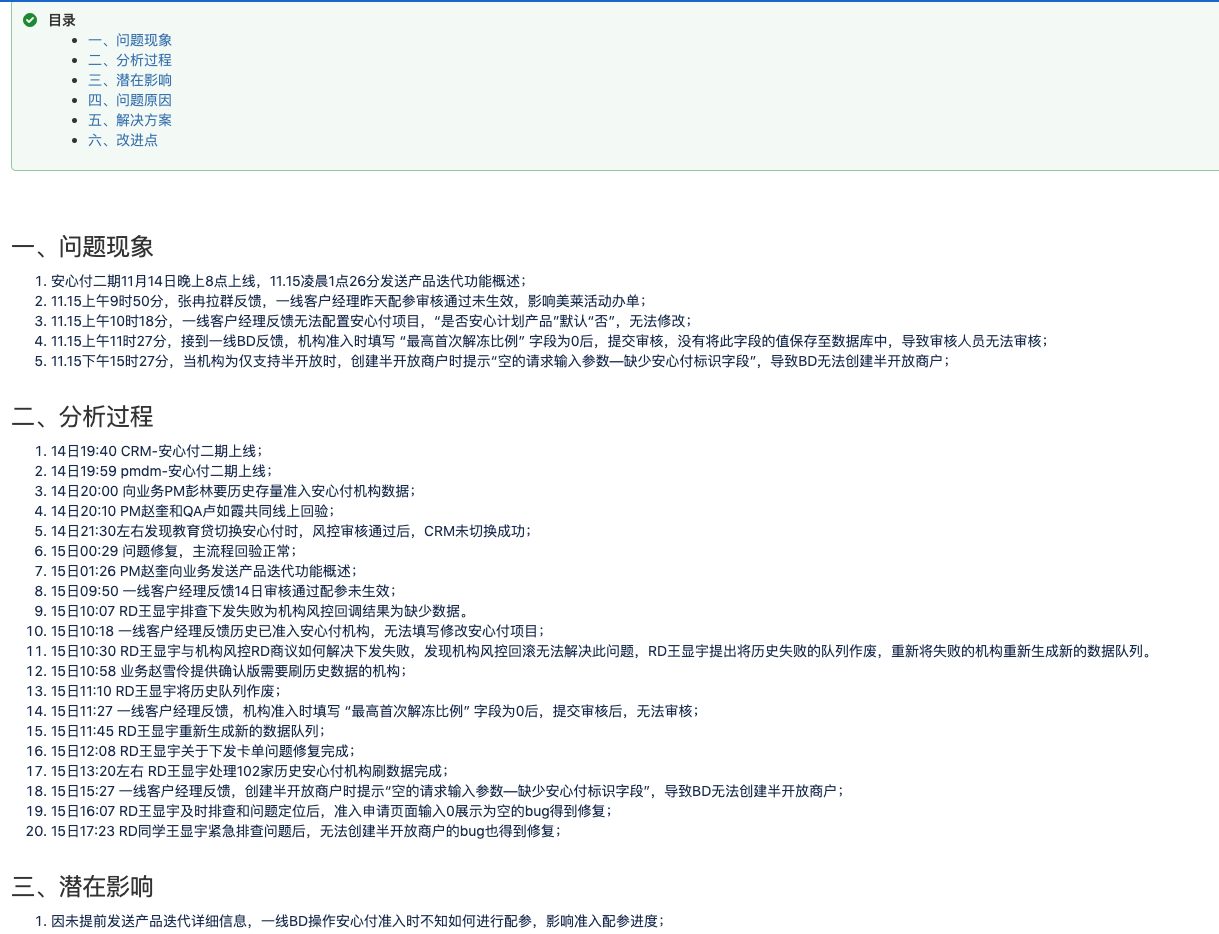 目录
一、问题现象
二、分析过程
三、潜在影响
四、问题原因
五、解决方案
六、改进点
一、问题现象
1. 安心付二期11月14日晚上8点上线，11.15凌晨1点26分发送产品迭代功能概述；
2. 11.15上午9时50分，张冉拉群反馈，一线客户经理昨天配参审核通过未生效，影响美莱活动办单；
3. 11.15上午10时18分，一线客户经理反馈无法配置安心付项目，“是否安心计划产品”默认“否”，无法修改；
4. 11.15上午11时27分，接到一线BD反馈，机构准入时填写 “最高首次解冻比例” 字段为0后，提交审核，没有将此字段的值保存至数据库中，导致审核人员无法审核；
5. 11.15下午15时27分，当机构为仅支持半开放时，创建半开放商户时提示“空的请求输入参数—缺少安心付标识字段”，导致BD无法创建半开放商户；
二、分析过程
1. 14日19:40 CRM-安心付二期上线；
2. 14日19:59 pmdm-安心付二期上线；
3. 14日20:00 向业务PM彭林要历史存量准入安心付机构数据；
4. 14日20:10 PM赵奎和QA卢如霞共同线上回验；
5. 14日21:30左右发现教育贷切换安心付时，风控审核通过后，CRM未切换成功；
6. 15日00:29 问题修复，主流程回验正常；
7. 15日01:26 PM赵奎向业务发送产品迭代功能概述；
8. 15日09:50 一线客户经理反馈14日审核通过配参未生效；
9. 15日10:07 RD王显宇排查下发失败为机构风控回调结果为缺少数据。
10. 15日10:18 一线客户经理反馈历史已准入安心付机构，无法填写修改安心付项目；
11. 15日10:30 RD王显宇与机构风控RD商议如何解决下发失败，发现机构风控回滚无法解决此问题，RD王显宇提出将历史失败的队列作废，重新将失败的机构重新生成新的数据队列。
12. 15日10:58 业务赵雪伶提供确认版需要刷历史数据的机构；
13. 15日11:10 RD王显宇将历史队列作废；
14. 15日11:27 一线客户经理反馈，机构准入时填写 “最高首次解冻比例” 字段为0后，提交审核后，无法审核；
15. 15日11:45 RD王显宇重新生成新的数据队列；
16. 15日12:08 RD王显宇关于下发卡单问题修复完成；
17. 15日13:20左右 RD王显宇处理102家历史安心付机构刷数据完成；
18. 15日15:27 一线客户经理反馈，创建半开放商户时提示“空的请求输入参数—缺少安心付标识字段”，导致BD无法创建半开放商户；
19. 15日16:07 RD王显宇及时排查和问题定位后，准入申请页面输入0展示为空的bug得到修复；
20. 15日17:23 RD同学王显宇紧急排查问题后，无法创建半开放商户的bug也得到修复；
三、潜在影响
1. 因未提前发送产品迭代详细信息，一线BD操作安心付准入时不知如何进行配参，影响准入配参进度；